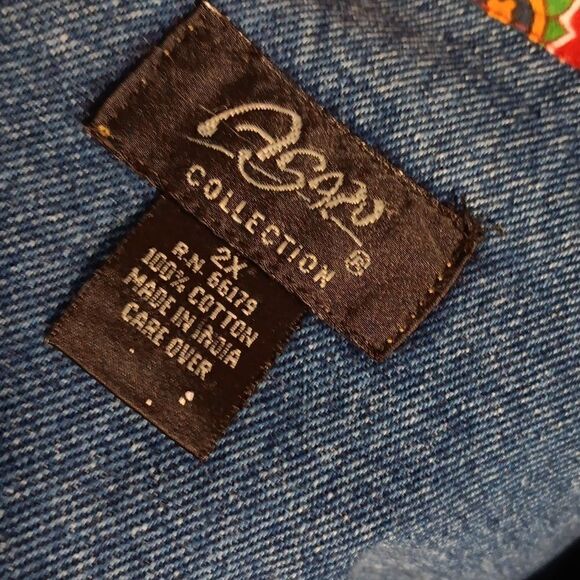 COLLECTION ®
2X
R.N. 66179
100% COTTON
MADE IN INDIA
CARE OVER